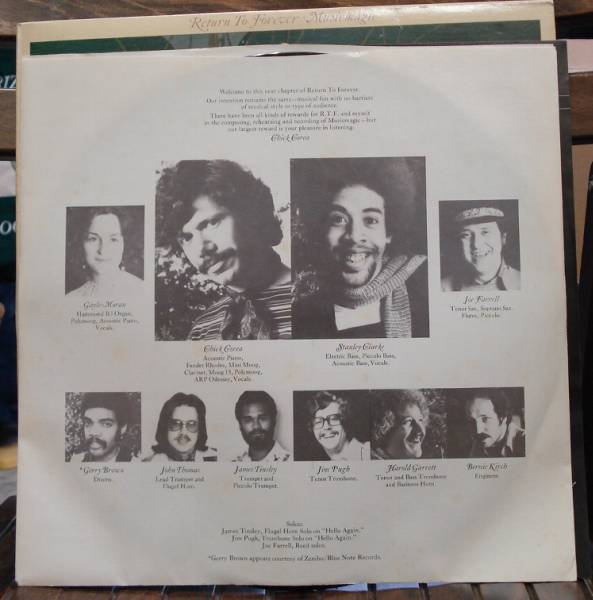 Return To Forever Musicmagic
Welcome to this next chapter of Return To Forever.
Our intention remains the same—musical fun with no barriers
of musical style or type of audience.
There have been all kinds of rewards for R.T.F. and myself
in the composing, rehearsing and recording of Musicmagic—but
our largest reward is your pleasure in listening.
Chick Corea
Gayle Moran
Hammond B3 Organ,
Polymoog, Acoustic Piano,
Vocals.
Chick Corea
Acoustic Piano,
Fender Rhodes, Mini Moog,
Clavinet, Moog 15, Polymoog,
ARP Odyssey, Vocals.
Stanley Clarke
Electric Bass, Piccolo Bass,
Acoustic Bass, Vocals.
Joe Farrell
Tenor Sax, Soprano Sax,
Flute, Piccolo.
*Gerry Brown
Drums.
John Thomas
Lead Trumpet and
Flugel Horn.
James Tinsley
Trumpet and
Piccolo Trumpet.
Jim Pugh
Tenor Trombone.
Harold Garrett
Tenor and Bass Trombone
and Baritone Horn.
Bernie Kirsh
Engineer.
Solos:
James Tinsley, Flugel Horn Solo on "Hello Again."
Jim Pugh, Trombone Solo on "Hello Again."
Joe Farrell, Reed solos.
*Gerry Brown appears courtesy of Zembu/Blue Note Records.